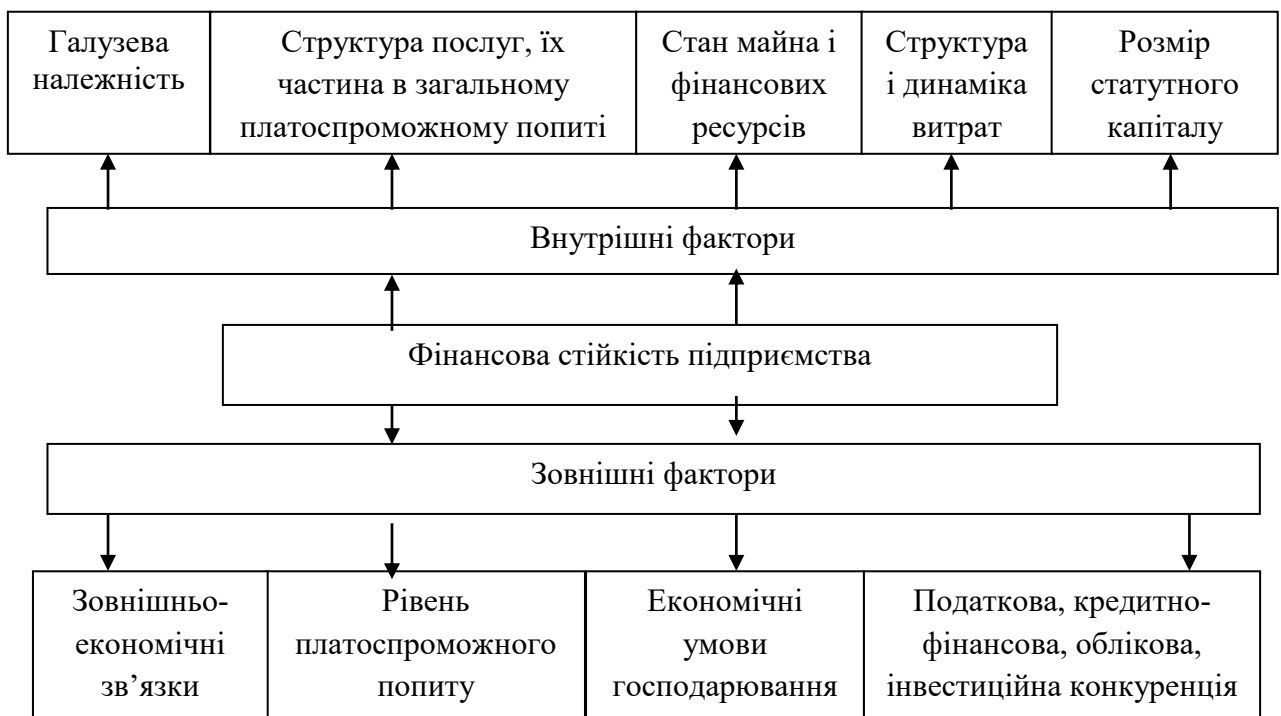 Галузева
належність
Структура послуг, їх
частина в загальному
платоспроможному попиті
Стан майна і
фінансових
ресурсів
Структура
і динаміка
витрат
Розмір
статутного
капіталу
Внутрішні фактори
Фінансова стійкість підприємства
Зовнішні фактори
Зовнішньо-
економічні
зв’язки
Рівень
платоспроможного
попиту
Економічні
умови
господарювання
Податкова, кредитно-
фінансова, облікова,
інвестиційна конкуренція